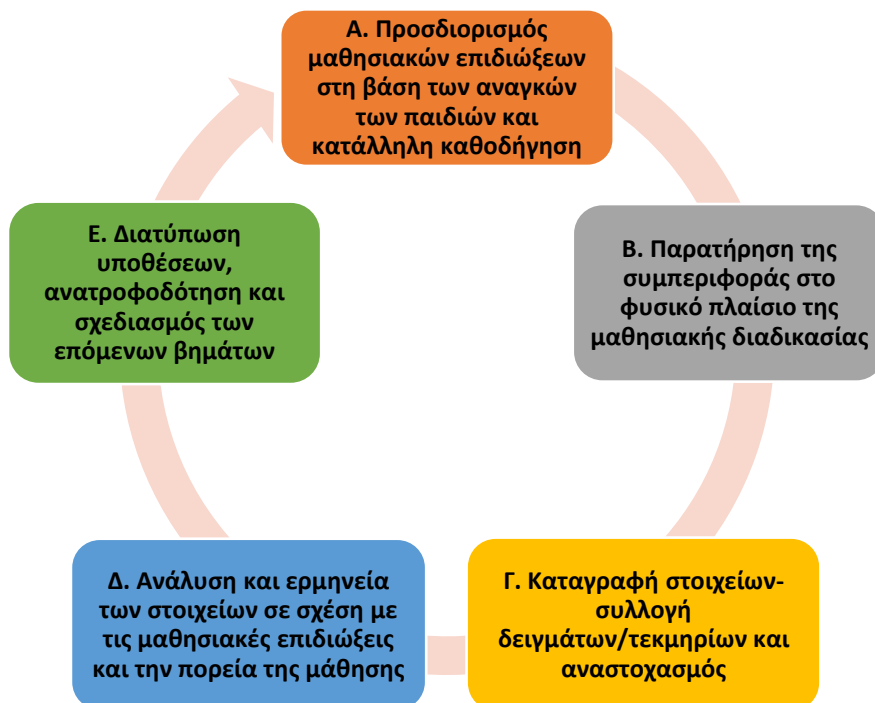 Α. Προσδιορισμός
μαθησιακών επιδιώξεων
στη βάση των αναγκών
των παιδιών και
κατάλληλη καθοδήγηση
Β. Παρατήρηση της
συμπεριφοράς στο
φυσικό πλαίσιο της
μαθησιακής διαδικασίας
Γ. Καταγραφή στοιχείων-
συλλογή
δειγμάτων/τεκμηρίων και
αναστοχασμός
Δ. Ανάλυση και ερμηνεία
των στοιχείων σε σχέση με
τις μαθησιακές επιδιώξεις
και την πορεία της μάθησης
Ε. Διατύπωση
υποθέσεων,
ανατροφοδότηση και
σχεδιασμός των
επόμενων βημάτων